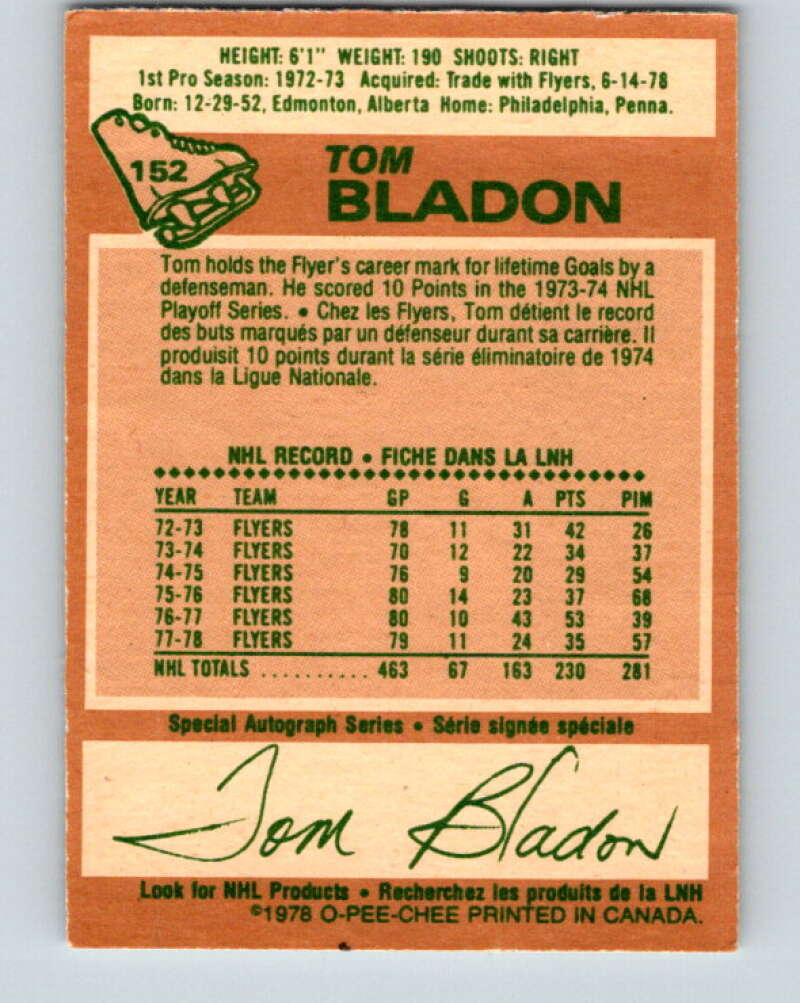 HEIGHT: 6'1" WEIGHT: 190 SHOOTS: RIGHT
1st Pro Season: 1972-73 Acquired: Trade with Flyers, 6-14-78
Born: 12-29-52, Edmonton, Alberta Home: Philadelphia, Penna.
152
TOM
BLADON
Tom holds the Flyer's career mark for lifetime Goals by a
defenseman. He scored 10 Points in the 1973-74 NHL
Playoff Series. • Chez les Flyers, Tom détient le record
des buts marqués par un défenseur durant sa carrière. Il
produisit 10 points durant la série éliminatoire de 1974
dans la Ligue Nationale.
NHL RECORD • FICHE DANS LA LNH
YEAR TEAM GP G A PTS PIM
72-73 FLYERS 78 11 31 42 26
73-74 FLYERS 70 12 22 34 37
74-75 FLYERS 76 9 20 29 54
75-76 FLYERS 80 14 23 37 68
76-77 FLYERS 80 10 43 53 39
77-78 FLYERS 79 11 24 35 57
NHL TOTALS .......... 463 67 163 230 281
Special Autograph Series • Série signée spéciale
Tom Bladon
Look for NHL Products • Recherchez les produits de la LNH
©1978 O-PEE-CHEE PRINTED IN CANADA.